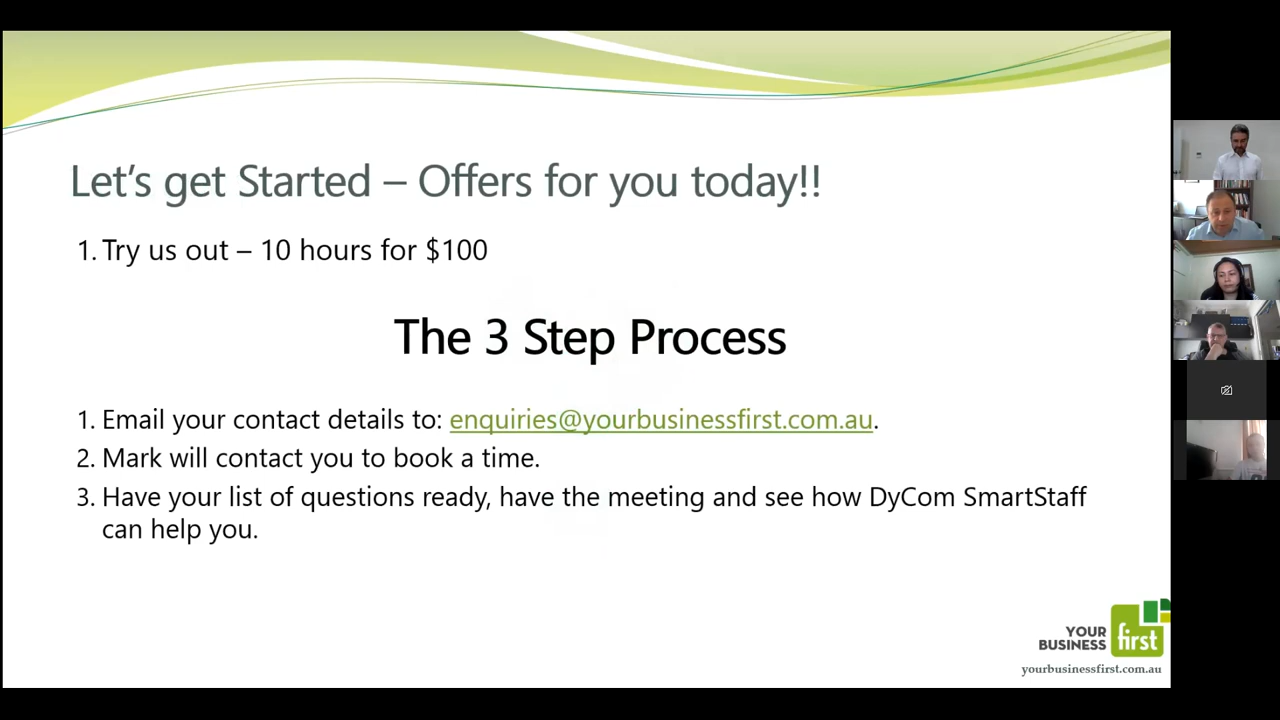 Let's get Started – Offers for you today!!
1. Try us out – 10 hours for $100
The 3 Step Process
1. Email your contact details to: enquiries@yourbusinessfirst.com.au.
2. Mark will contact you to book a time.
3. Have your list of questions ready, have the meeting and see how DyCom SmartStaff
can help you.
YOUR
BUSINESS first
yourbusinessfirst.com.au